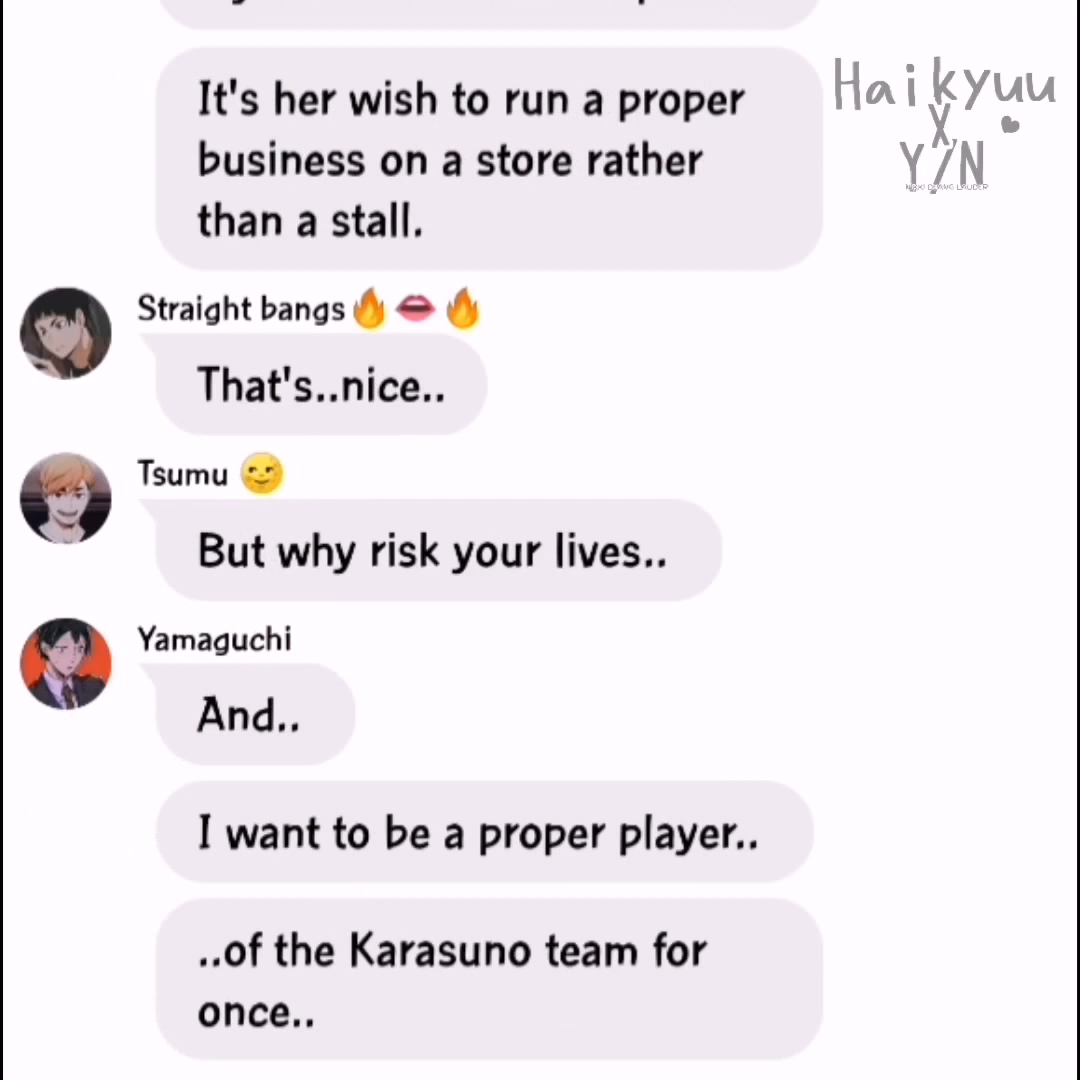 It's her wish to run a proper
business on a store rather
than a stall.
Haikyuu
X,
Y/N
Straight bangs🔥👄🔥
That's..nice..
Tsumu 🌝
But why risk your lives..
Yamaguchi
And..
I want to be a proper player..
..of the Karasuno team for
once..